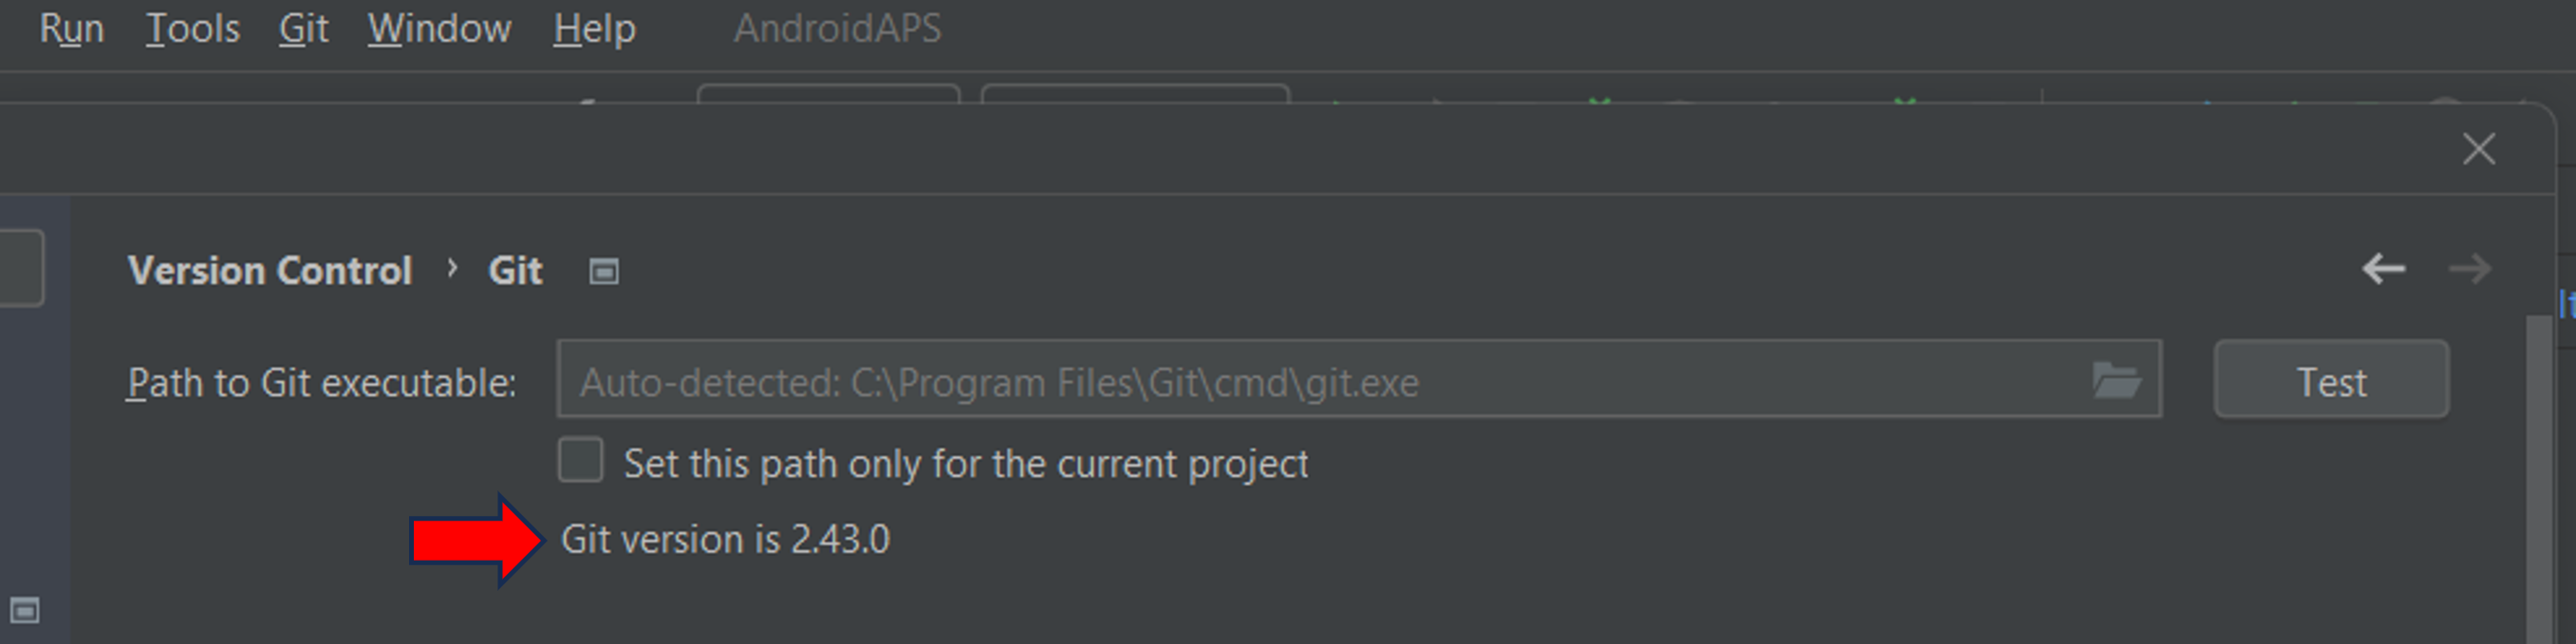 Run Tools Git Window Help AndroidAPS
Version Control › Git
Path to Git executable: Auto-detected: C:\Program Files\Git\cmd\git.exe Test
Set this path only for the current project
Git version is 2.43.0